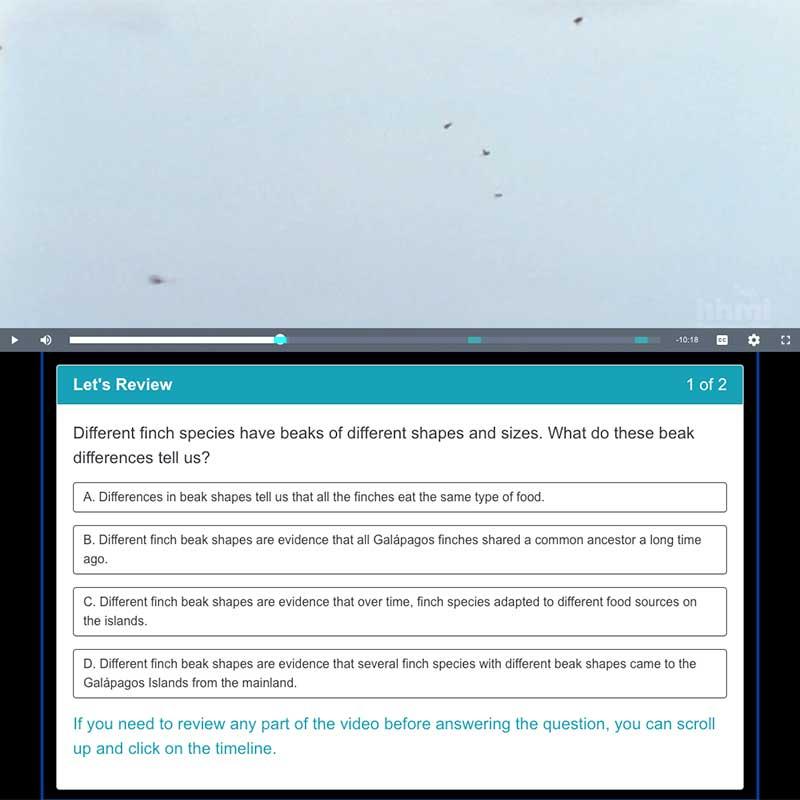 hhmi
-10:18
CC
Let's Review
1 of 2
Different finch species have beaks of different shapes and sizes. What do these beak
differences tell us?
A. Differences in beak shapes tell us that all the finches eat the same type of food.
B. Different finch beak shapes are evidence that all Galápagos finches shared a common ancestor a long time
ago.
C. Different finch beak shapes are evidence that over time, finch species adapted to different food sources on
the islands.
D. Different finch beak shapes are evidence that several finch species with different beak shapes came to the
Galápagos Islands from the mainland.
If you need to review any part of the video before answering the question, you can scroll
up and click on the timeline.